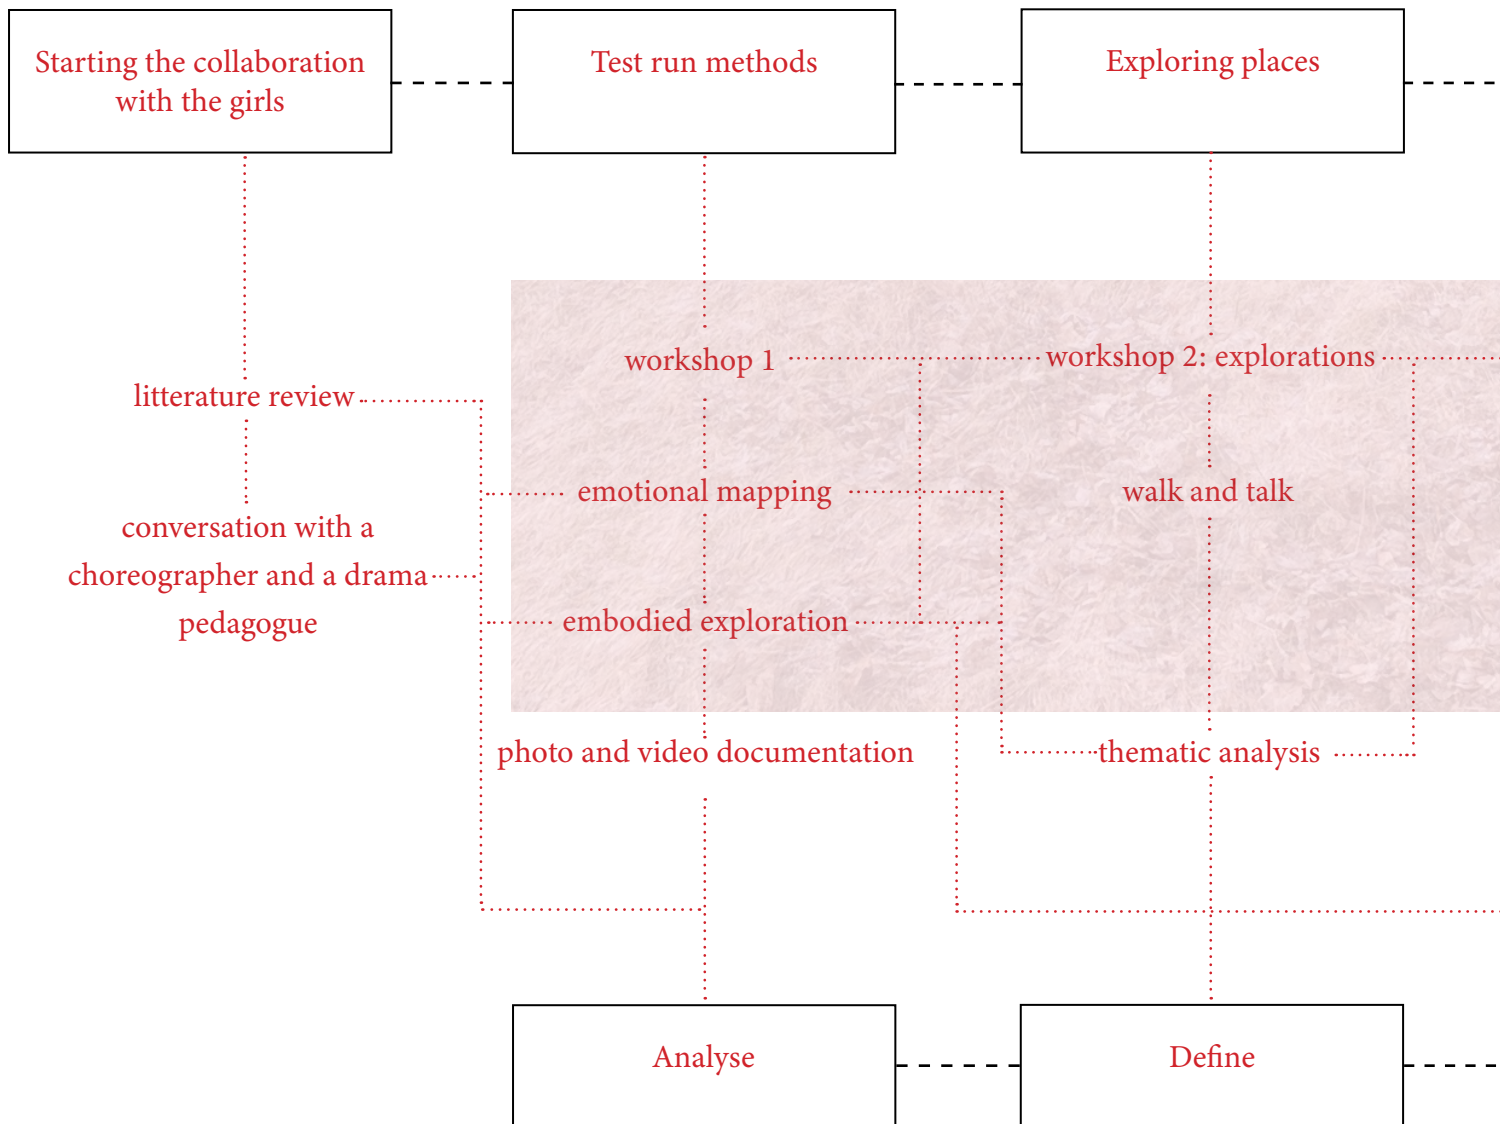 Starting the collaboration
with the girls
Test run methods
Exploring places
workshop 1
workshop 2: explorations
litterature review
emotional mapping
walk and talk
conversation with a
choreographer and a drama
pedagogue
embodied exploration
photo and video documentation
thematic analysis
Analyse
Define